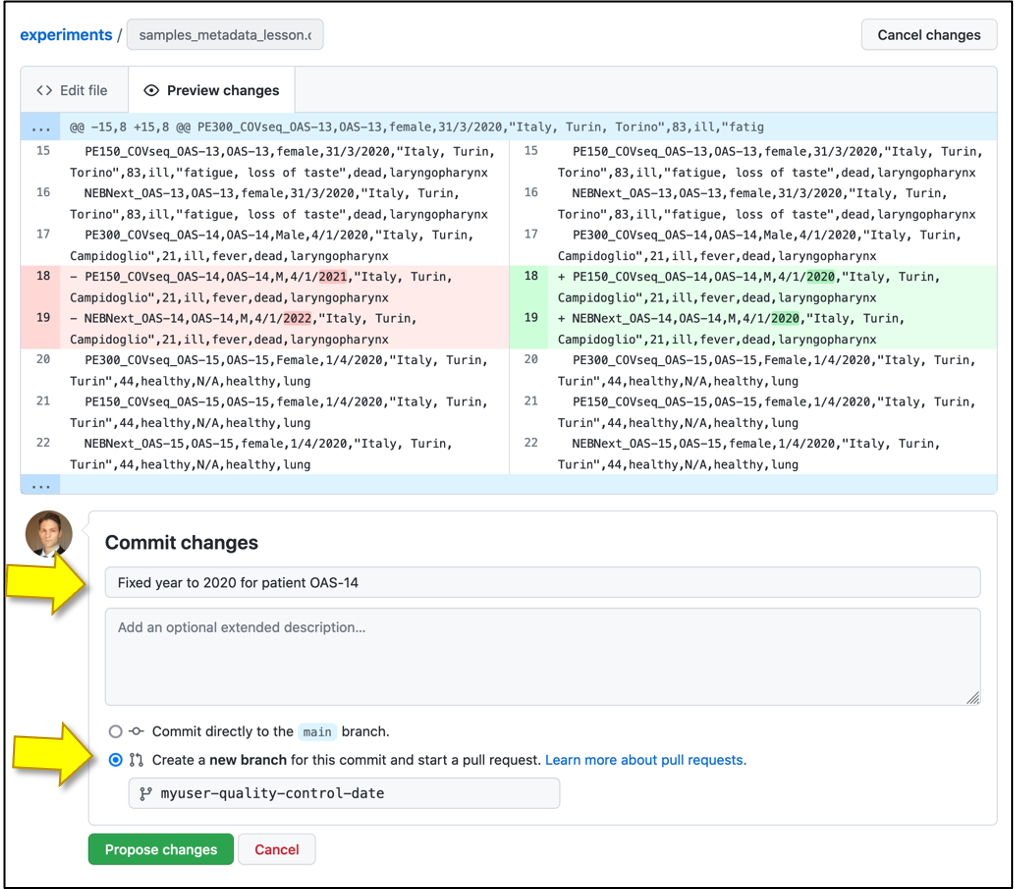 experiments / samples_metadata_lesson.c
Cancel changes
Edit file
Preview changes
... @@ -15,8 +15,8 @@ PE300_COVseq_OAS-13,OAS-13,female,31/3/2020,"Italy, Turin, Torino",83,ill,"fatig
15 PE150_COVseq_OAS-13,OAS-13,female,31/3/2020,"Italy, Turin,
Torino",83,ill,"fatigue, loss of taste",dead,laryngopharynx
16 NEBNext_OAS-13,OAS-13,female,31/3/2020,"Italy, Turin,
Torino",83,ill,"fatigue, loss of taste",dead,laryngopharynx
17 PE300_COVseq_OAS-14,OAS-14,Male,4/1/2020,"Italy, Turin,
Campidoglio",21,ill,fever,dead,laryngopharynx
18 - PE150_COVseq_OAS-14,OAS-14,M,4/1/2021,"Italy, Turin,
Campidoglio",21,ill,fever,dead,laryngopharynx
19 - NEBNext_OAS-14,OAS-14,M,4/1/2022,"Italy, Turin,
Campidoglio",21,ill,fever,dead,laryngopharynx
20 PE300_COVseq_OAS-15,OAS-15,Female,1/4/2020,"Italy, Turin,
Turin",44,healthy,N/A,healthy,lung
21 PE150_COVseq_OAS-15,OAS-15,female,1/4/2020,"Italy, Turin,
Turin",44,healthy,N/A,healthy,lung
22 NEBNext_OAS-15,OAS-15,female,1/4/2020,"Italy, Turin,
Turin",44,healthy,N/A,healthy,lung
15 PE150_COVseq_OAS-13,OAS-13,female,31/3/2020,"Italy, Turin,
Torino",83,ill,"fatigue, loss of taste",dead,laryngopharynx
16 NEBNext_OAS-13,OAS-13,female,31/3/2020,"Italy, Turin,
Torino",83,ill,"fatigue, loss of taste",dead,laryngopharynx
17 PE300_COVseq_OAS-14,OAS-14,Male,4/1/2020,"Italy, Turin,
Campidoglio",21,ill,fever,dead,laryngopharynx
18 + PE150_COVseq_OAS-14,OAS-14,M,4/1/2020,"Italy, Turin,
Campidoglio",21,ill,fever,dead,laryngopharynx
19 + NEBNext_OAS-14,OAS-14,M,4/1/2020,"Italy, Turin,
Campidoglio",21,ill,fever,dead,laryngopharynx
20 PE300_COVseq_OAS-15,OAS-15,Female,1/4/2020,"Italy, Turin,
Turin",44,healthy,N/A,healthy,lung
21 PE150_COVseq_OAS-15,OAS-15,female,1/4/2020,"Italy, Turin,
Turin",44,healthy,N/A,healthy,lung
22 NEBNext_OAS-15,OAS-15,female,1/4/2020,"Italy, Turin,
Turin",44,healthy,N/A,healthy,lung
...
Commit changes
Fixed year to 2020 for patient OAS-14
Add an optional extended description...
Commit directly to the main branch.
Create a new branch for this commit and start a pull request. Learn more about pull requests.
myuser-quality-control-date
Propose changes
Cancel